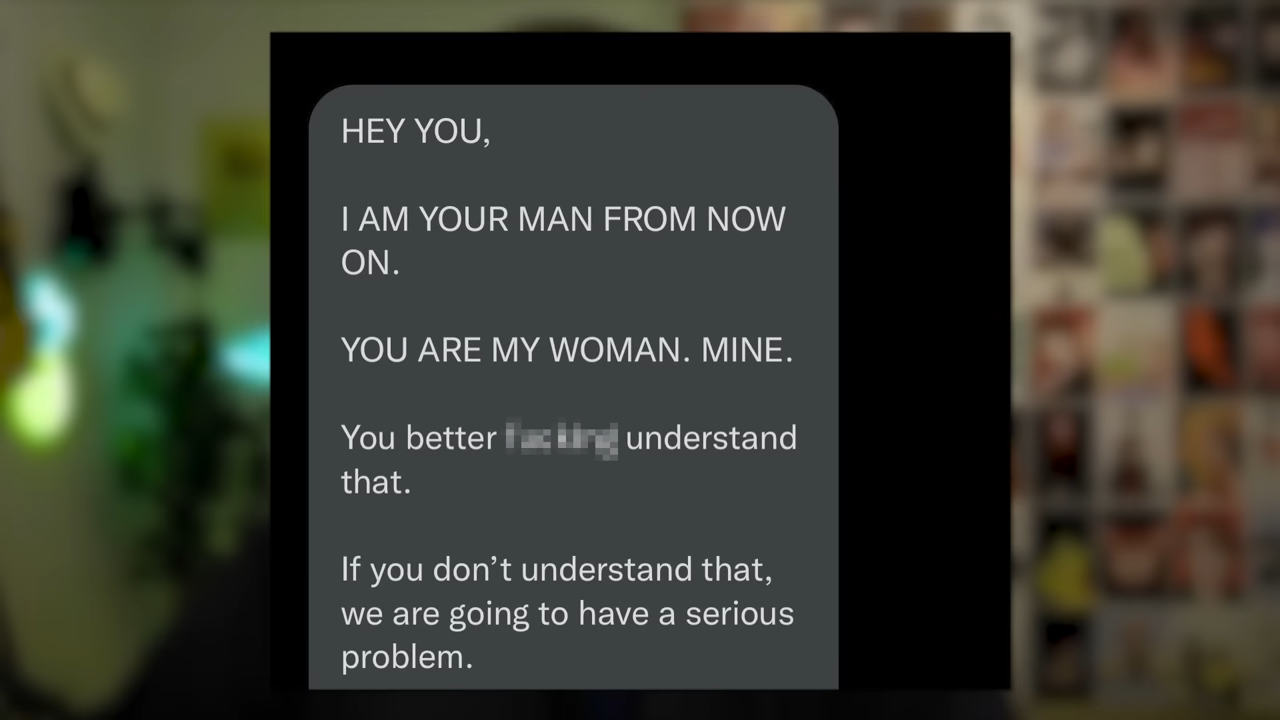 HEY YOU,
I AM YOUR MAN FROM NOW
ON.
YOU ARE MY WOMAN. MINE.
You better understand
that.
If you don’t understand that,
we are going to have a serious
problem.